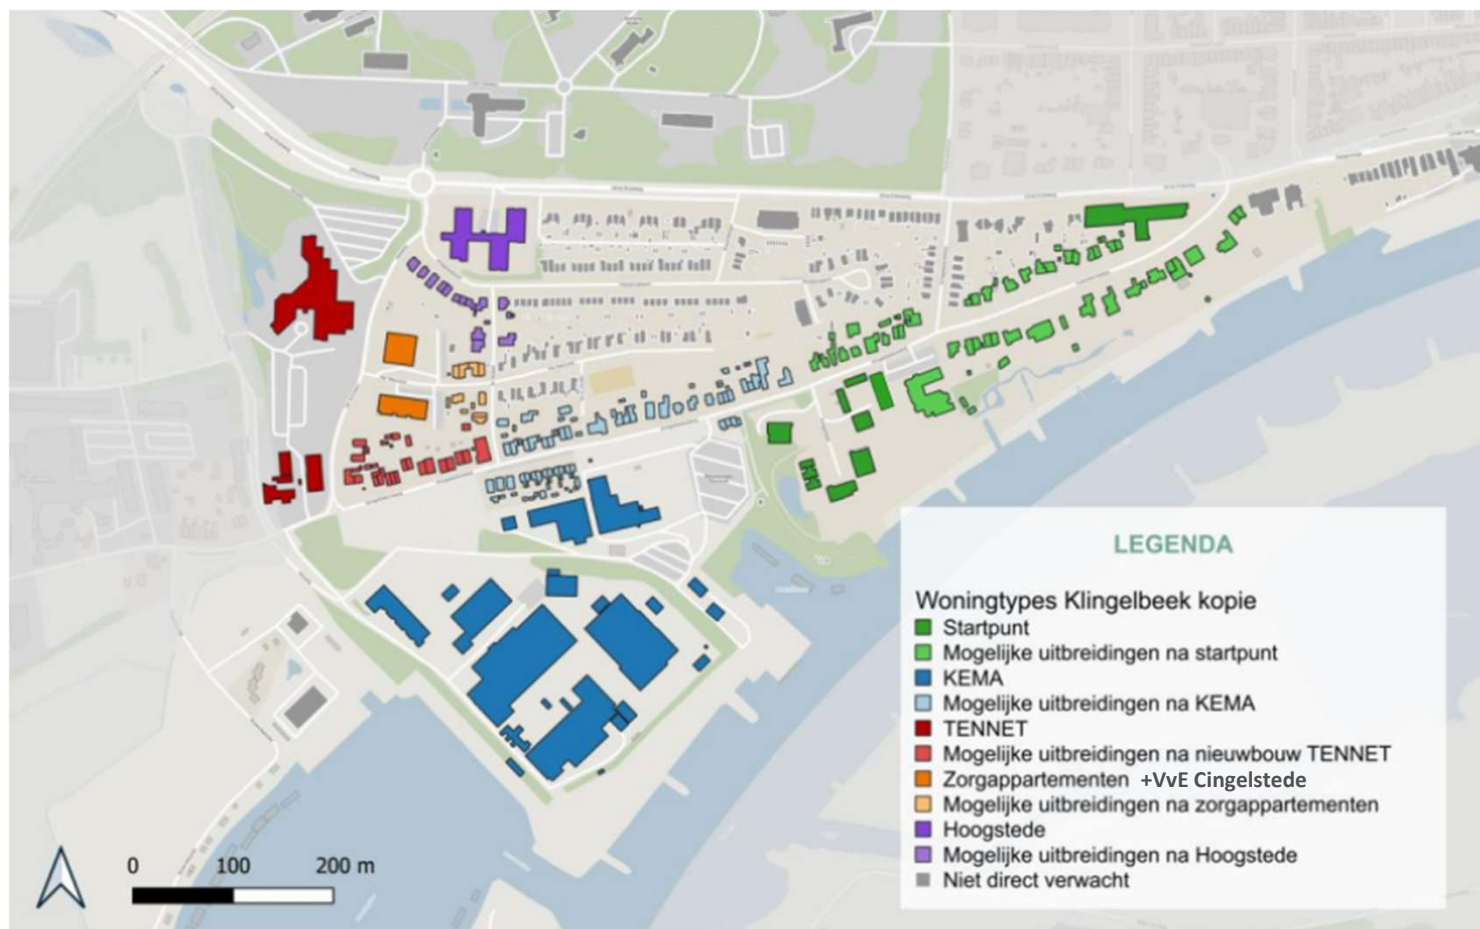 LEGENDA
Woningtypes Klingelbeek kopie
Startpunt
Mogelijke uitbreidingen na startpunt
KEMA
Mogelijke uitbreidingen na KEMA
TENNET
Mogelijke uitbreidingen na nieuwbouw TENNET
Zorgappartementen +VvE Cingelstede
Mogelijke uitbreidingen na zorgappartementen
Hoogstede
Mogelijke uitbreidingen na Hoogstede
Niet direct verwacht
0 100 200 m